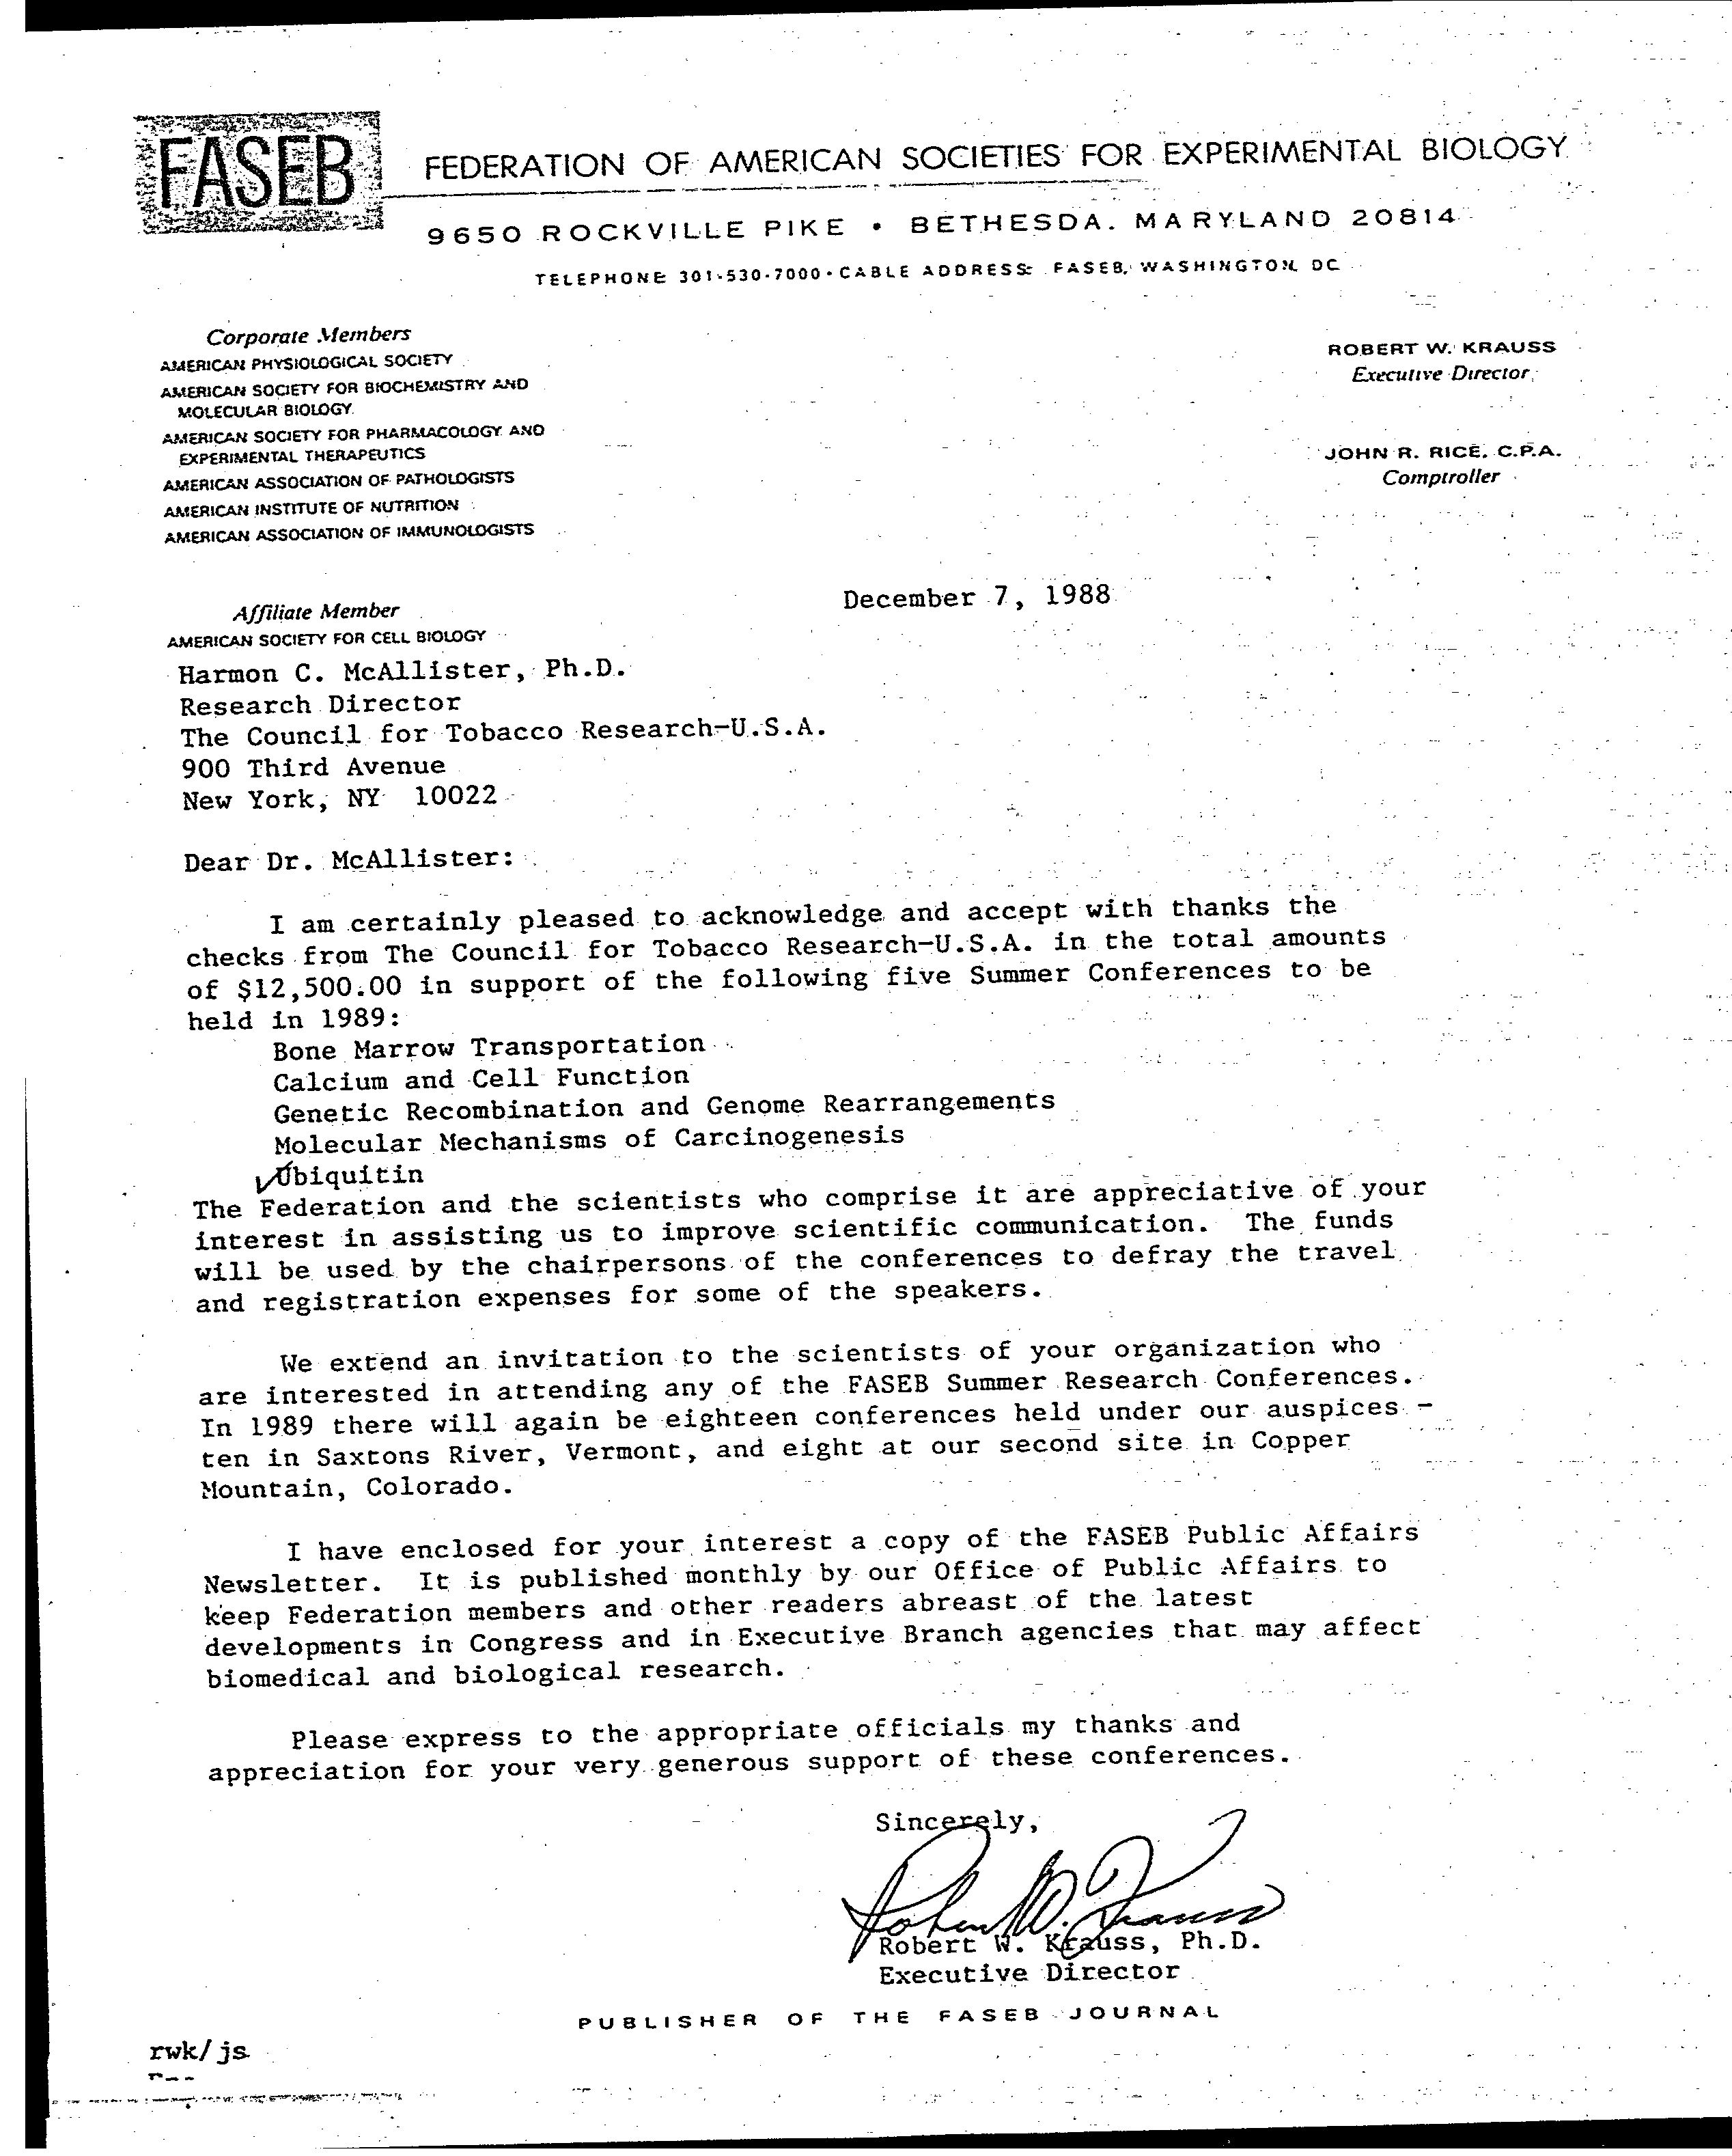 FASEB
FEDERATION OF AMERICAN SOCIETIES FOR EXPERIMENTAL BIOLOGY
9650 ROCKVILLE PIKE • BETHESDA, MARYLAND 20814
TELEPHONE 301-530-7000 • CABLE ADDRESS: FASEB, WASHINGTON, DC
Corporate Members
AMERICAN PHYSIOLOGICAL SOCIETY
AMERICAN SOCIETY FOR BIOCHEMISTRY AND
MOLECULAR BIOLOGY
AMERICAN SOCIETY FOR PHARMACOLOGY AND
EXPERIMENTAL THERAPEUTICS
AMERICAN ASSOCIATION OF PATHOLOGISTS
AMERICAN INSTITUTE OF NUTRITION
AMERICAN ASSOCIATION OF IMMUNOLOGISTS
ROBERT W. KRAUSS
Executive Director
JOHN R. RICE, C.P.A.
Comptroller
Affiliate Member
AMERICAN SOCIETY FOR CELL BIOLOGY
December 7, 1988
Harmon C. McAllister, Ph.D.
Research Director
The Council for Tobacco Research-U.S.A.
900 Third Avenue
New York, NY 10022
Dear Dr. McAllister:
I am certainly pleased to acknowledge and accept with thanks the
checks from The Council for Tobacco Research-U.S.A. in the total amounts
of $12,500.00 in support of the following five Summer Conferences to be
held in 1989:
Bone Marrow Transportation
Calcium and Cell Function
Genetic Recombination and Genome Rearrangements
Molecular Mechanisms of Carcinogenesis
✓Ubiquitin
The Federation and the scientists who comprise it are appreciative of your
interest in assisting us to improve scientific communication. The funds
will be used by the chairpersons of the conferences to defray the travel
and registration expenses for some of the speakers.
We extend an invitation to the scientists of your organization who
are interested in attending any of the FASEB Summer Research Conferences.
In 1989 there will again be eighteen conferences held under our auspices -
ten in Saxtons River, Vermont, and eight at our second site in Copper
Mountain, Colorado.
I have enclosed for your interest a copy of the FASEB Public Affairs
Newsletter. It is published monthly by our Office of Public Affairs to
keep Federation members and other readers abreast of the latest
developments in Congress and in Executive Branch agencies that may affect
biomedical and biological research.
Please express to the appropriate officials my thanks and
appreciation for your very generous support of these conferences.
Sincerely,
Robert W. Krauss
Robert W. Krauss, Ph.D.
Executive Director
PUBLISHER OF THE FASEB JOURNAL
rwk/js